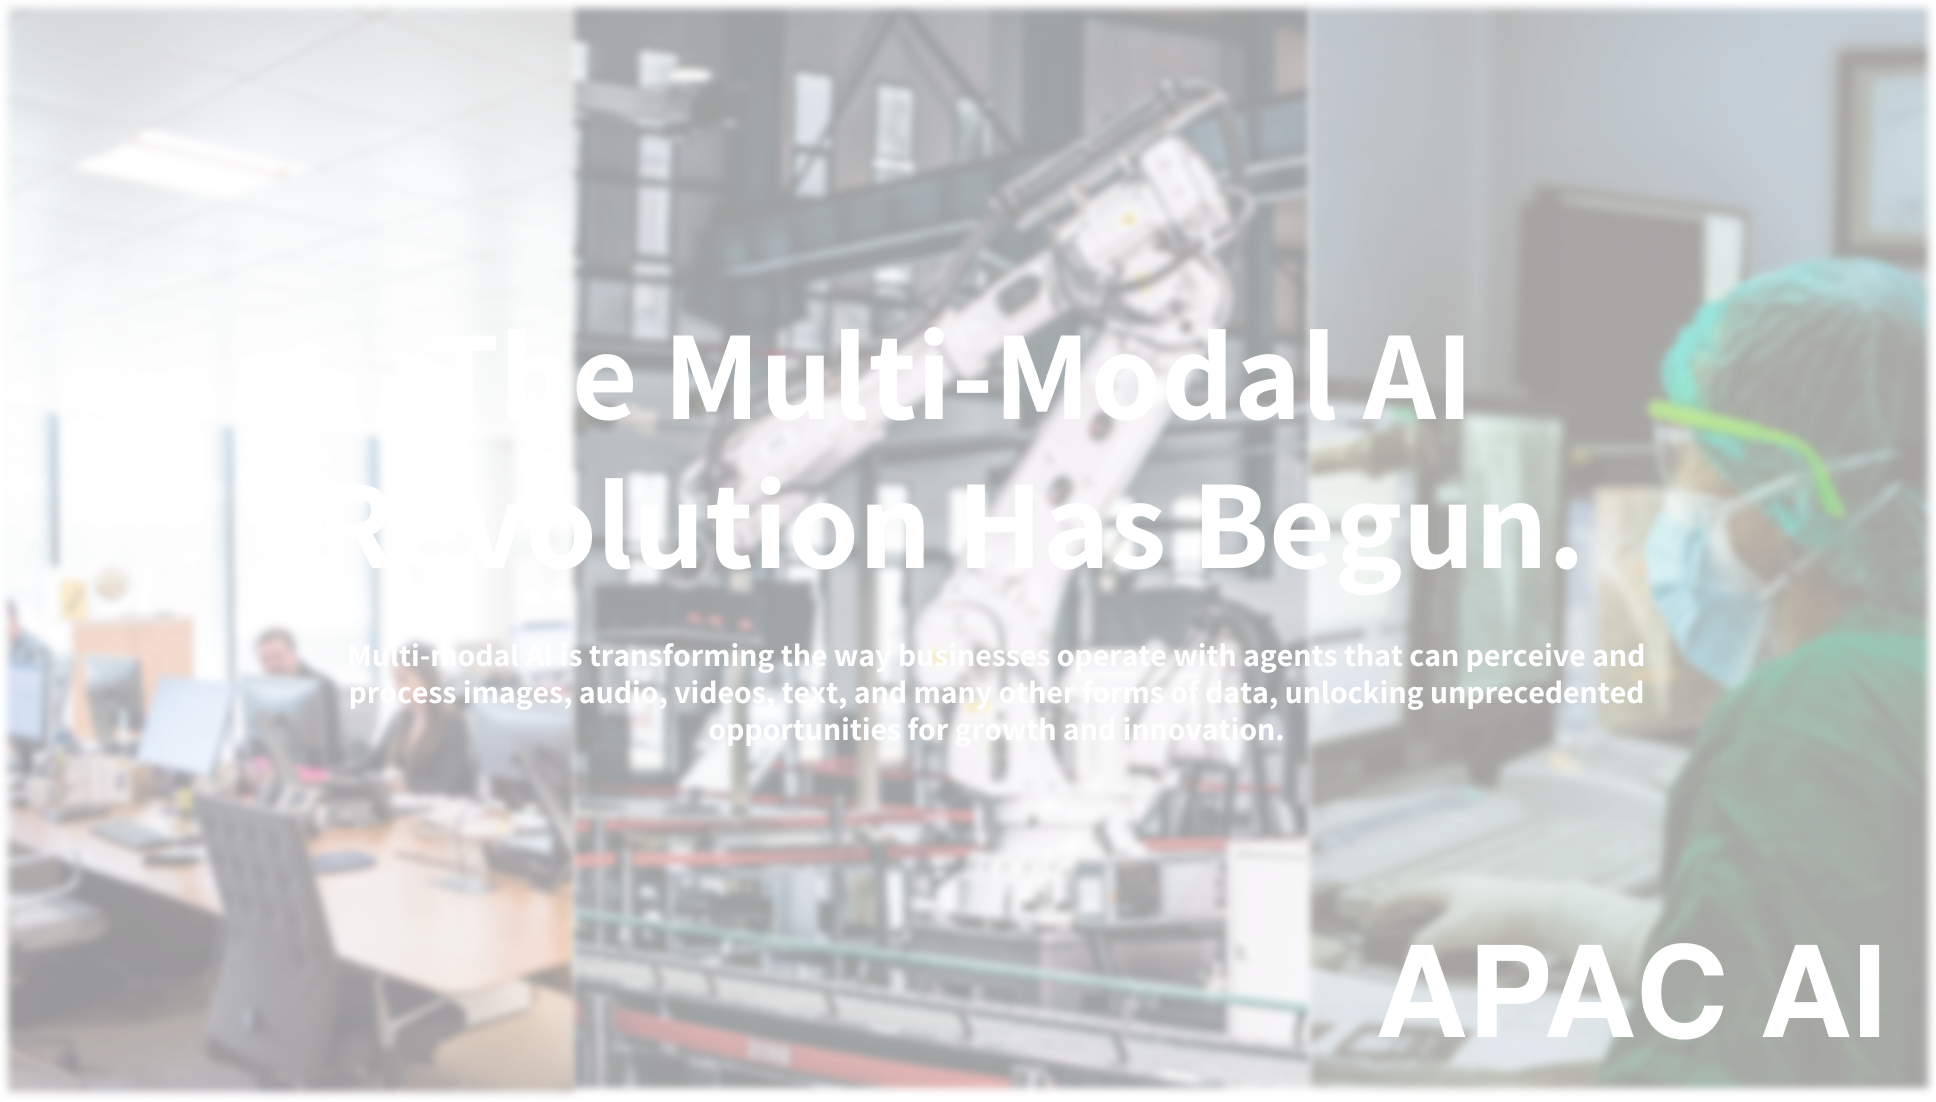 The Multi-Modal AI
Revolution Has Begun.
Multi-modal AI is transforming the way businesses operate with agents that can perceive and
process images, audio, videos, text, and many other forms of data, unlocking unprecedented
opportunities for growth and innovation.
APAC AI